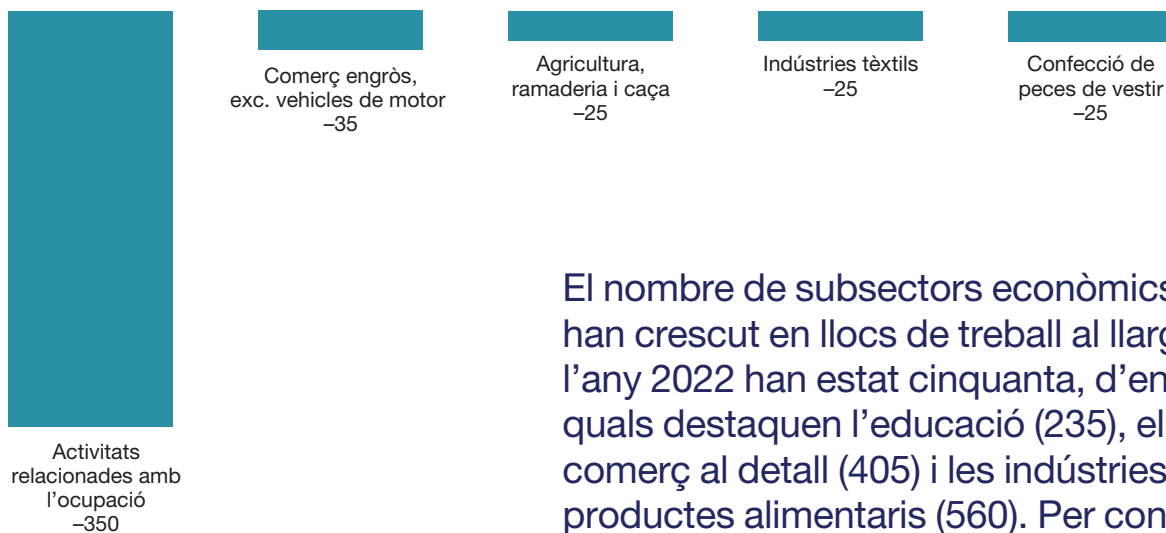 Activitats
relacionades amb
l’ocupació
–350
Comerç engròs,
exc. vehicles de motor
–35
Agricultura,
ramaderia i caça
–25
Indústries tèxtils
–25
Confecció de
peces de vestir
–25
El nombre de subsectors econòmics
han crescut en llocs de treball al llarg
l’any 2022 han estat cinquanta, d’en
quals destaquen l’educació (235), el
comerç al detall (405) i les indústries
productes alimentaris (560). Per con